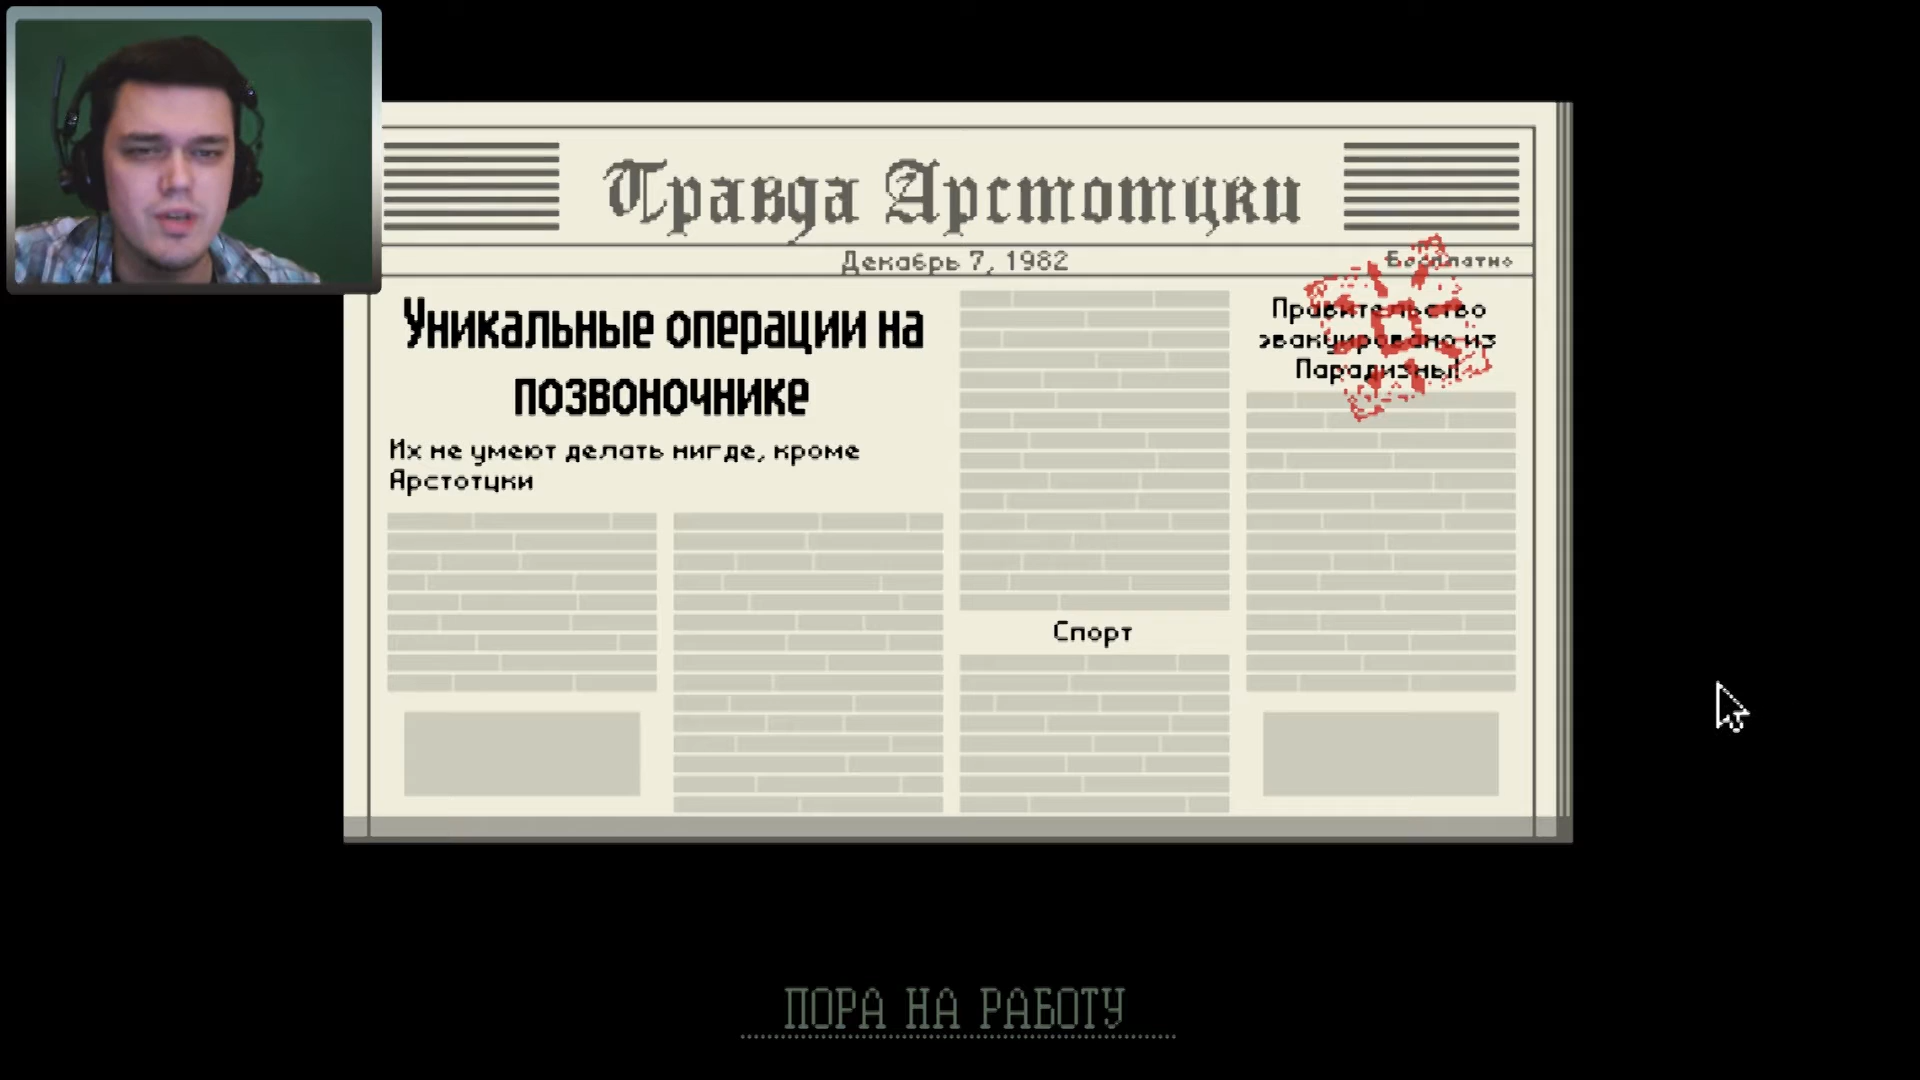 Правда Арстотцки
Декабрь 7, 1982
Бесплатно
Уникальные операции на
позвоночнике
Их не умеют делать нигде, кроме
Арстотцки
Спорт
Правительство
эвакуировано из
Парадизны!
ПОРА НА РАБОТУ